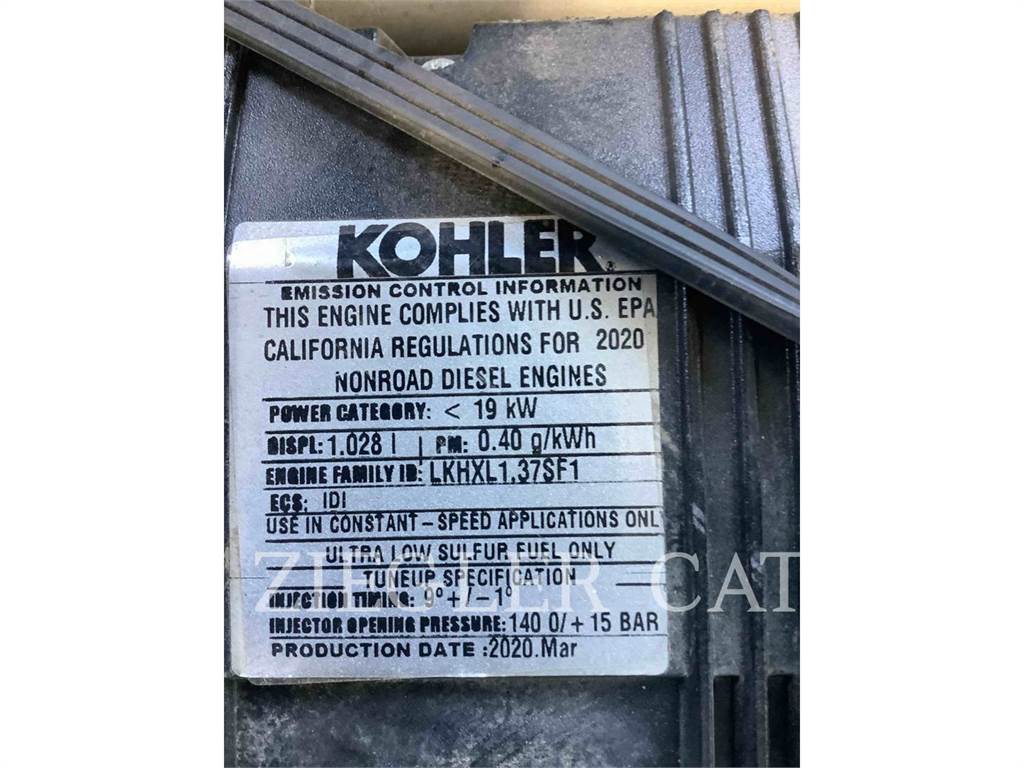 KOHLER®
EMISSION CONTROL INFORMATION
THIS ENGINE COMPLIES WITH U.S. EPA
CALIFORNIA REGULATIONS FOR 2020
NONROAD DIESEL ENGINES
POWER CATEGORY: < 19 kW
DISPL: 1.028 l | PM: 0.40 g/kWh
ENGINE FAMILY ID: LKHXL1.37SF1
ECS: IDI
USE IN CONSTANT-SPEED APPLICATIONS ONLY
ULTRA LOW SULFUR FUEL ONLY
TUNEUP SPECIFICATION
INJECTION TIMING: 9° +/- 1°
INJECTOR OPENING PRESSURE: 140 0/+ 15 BAR
PRODUCTION DATE :2020.Mar
ZIEGLER CAT